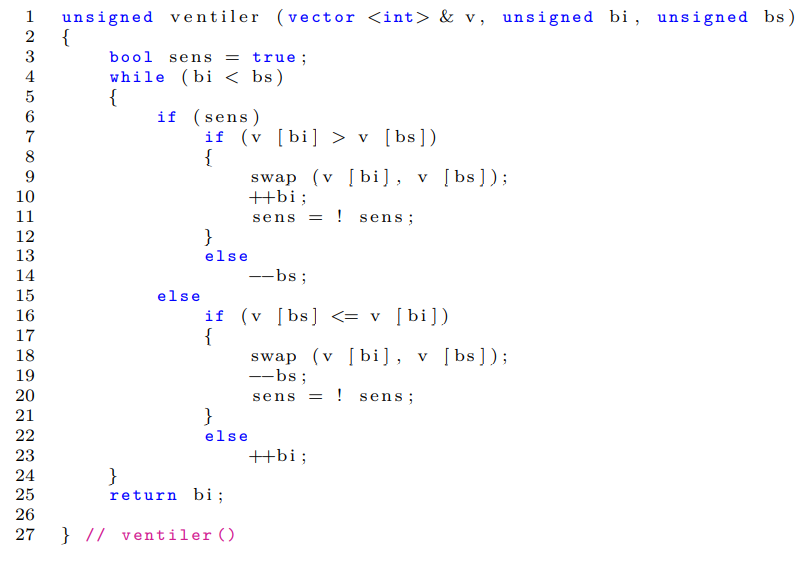 1 unsigned ventiler (vector <int> & v, unsigned bi, unsigned bs)
2 {
3     bool sens = true;
4     while (bi < bs)
5     {
6         if (sens)
7             if (v [bi] > v [bs])
8             {
9                 swap (v [bi], v [bs]);
10                 ++bi;
11                 sens = ! sens;
12             }
13             else
14                 --bs;
15         else
16             if (v [bs] <= v [bi])
17             {
18                 swap (v [bi], v [bs]);
19                 --bs;
20                 sens = ! sens;
21             }
22             else
23                 ++bi;
24     }
25     return bi;
26
27 } // ventiler()